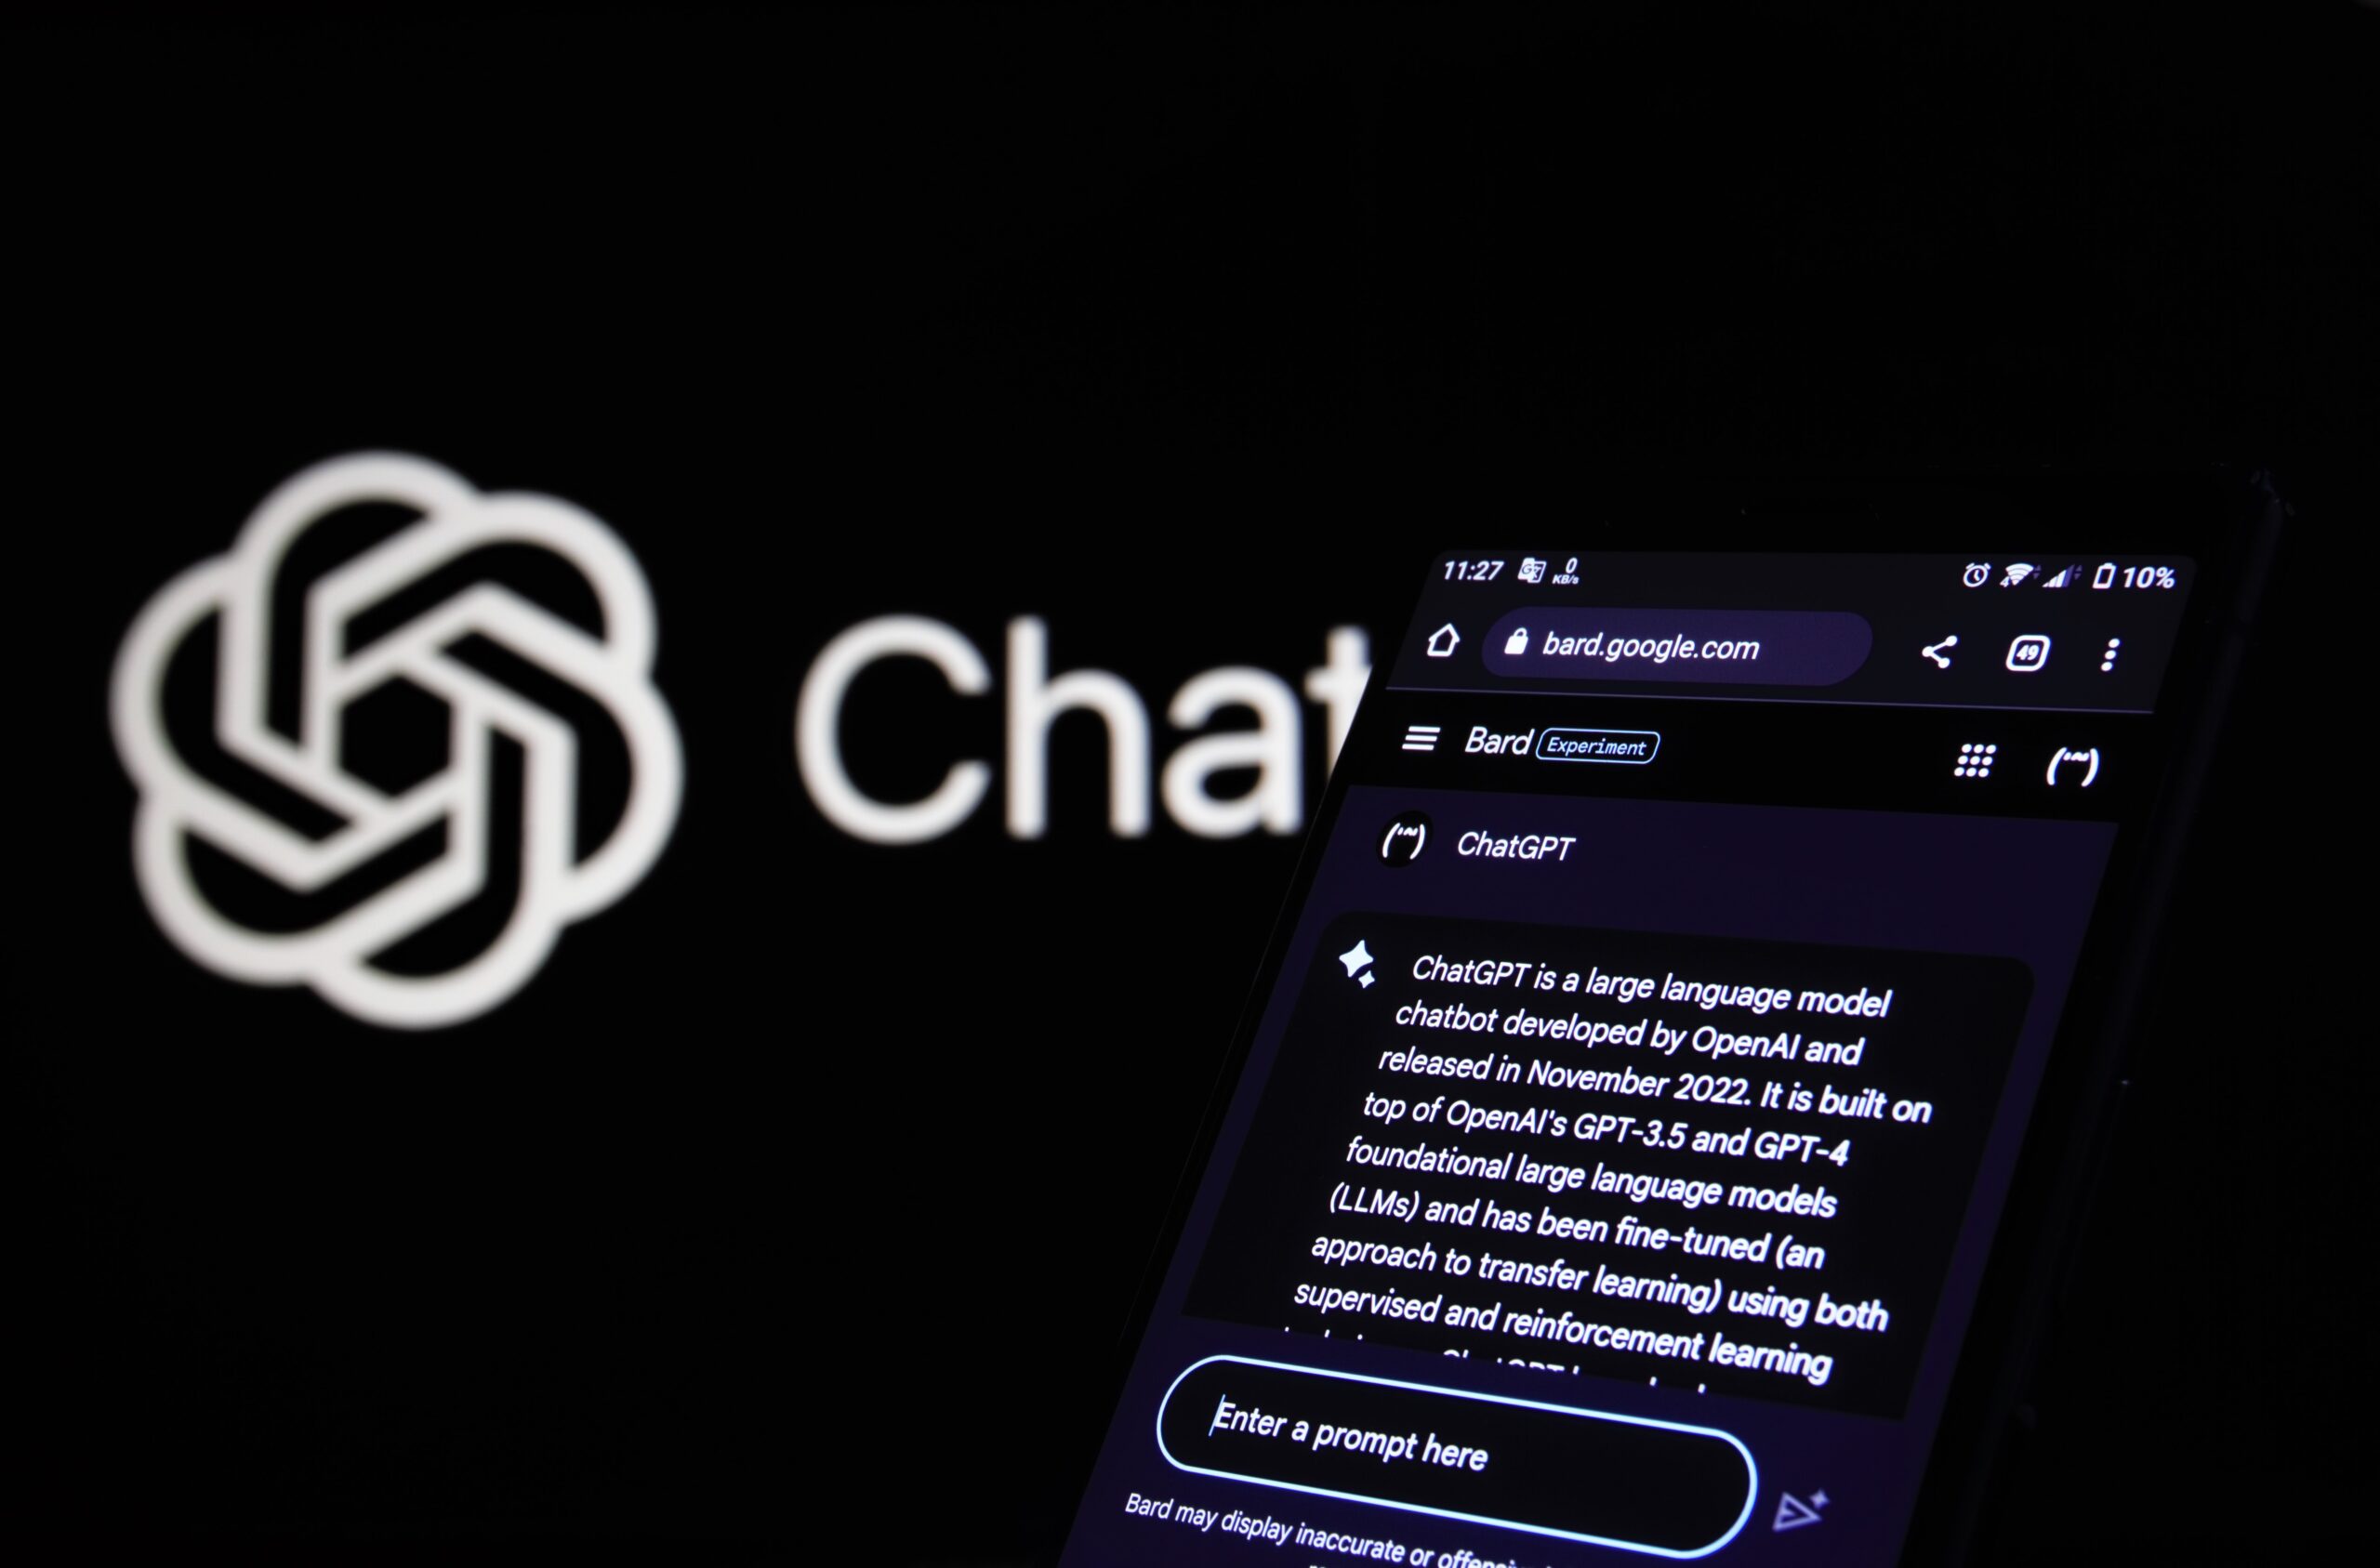 Chat
11:27 0 KB/s 10%
bard.google.com 49
Bard Experiment
ChatGPT
ChatGPT is a large language model
chatbot developed by OpenAI and
released in November 2022. It is built on
top of OpenAI's GPT-3.5 and GPT-4
foundational large language models
(LLMs) and has been fine-tuned (an
approach to transfer learning) using both
supervised and reinforcement learning
Enter a prompt here
Bard may display inaccurate or